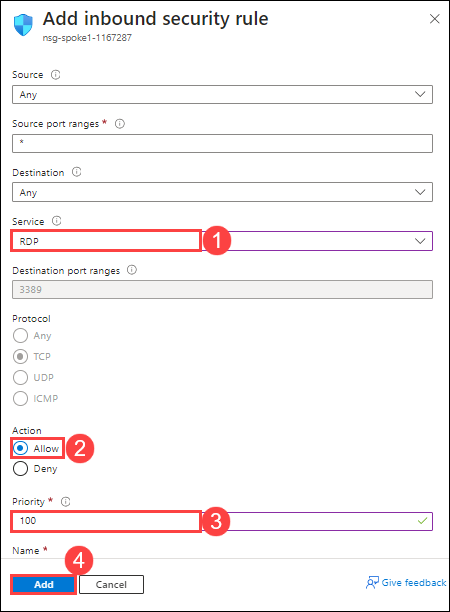 Add inbound security rule
nsg-spoke1-1167287
Source
Any
Source port ranges *
*
Destination
Any
Service
RDP
1
Destination port ranges
3389
Protocol
Any
TCP
UDP
ICMP
Action
Allow
2
Deny
Priority *
100
3
Name *
4
Add
Cancel
Give feedback